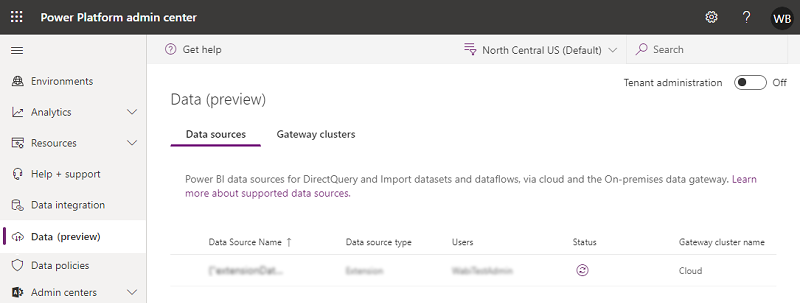 Power Platform admin center
?
WB
Get help
North Central US (Default)
Search
Environments
Analytics
Resources
Help + support
Data integration
Data (preview)
Data policies
Admin centers
Tenant administration Off
Data (preview)
Data sources Gateway clusters
Power BI data sources for DirectQuery and Import datasets and dataflows, via cloud and the On-premises data gateway. Learn
more about supported data sources.
Data Source Name ↑ Data source type Users Status Gateway cluster name
Cloud